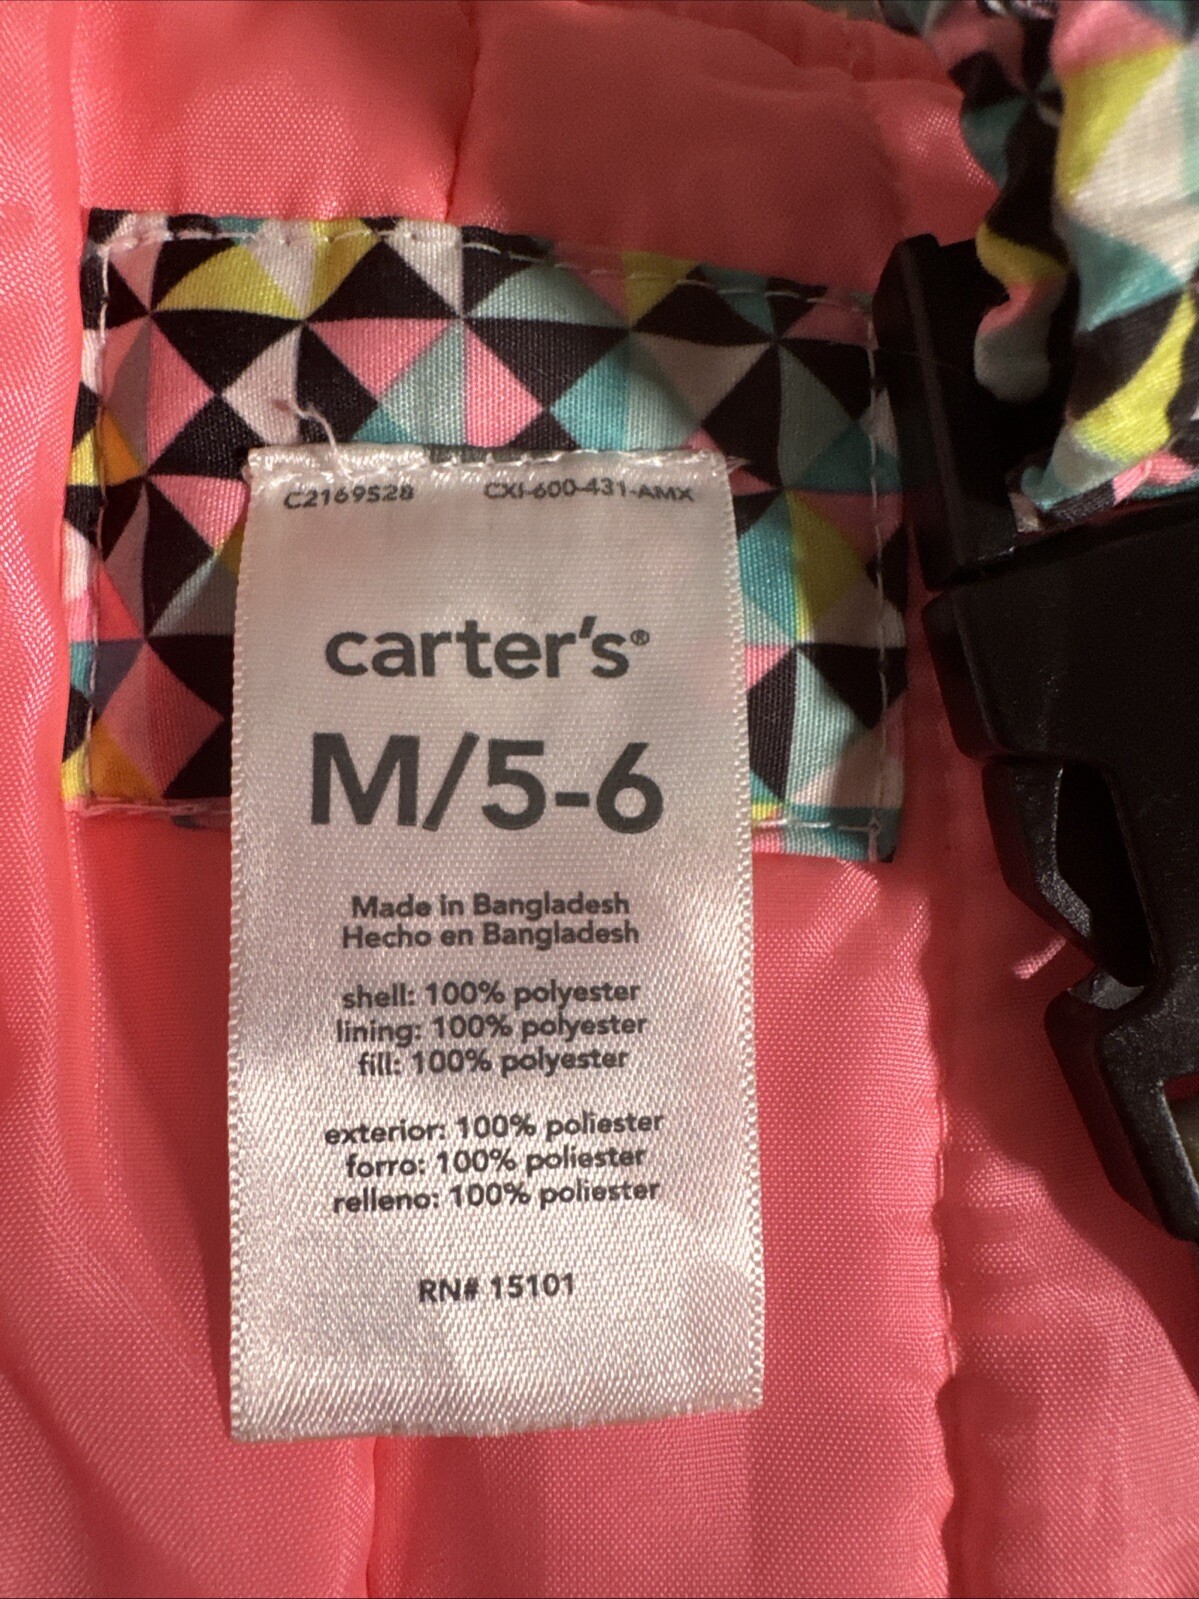 C2169S28 CXI-600-431-AMX
carter's®
M/5-6
Made in Bangladesh
Hecho en Bangladesh
shell: 100% polyester
lining: 100% polyester
fill: 100% polyester
exterior: 100% poliester
forro: 100% poliester
relleno: 100% poliester
RN# 15101